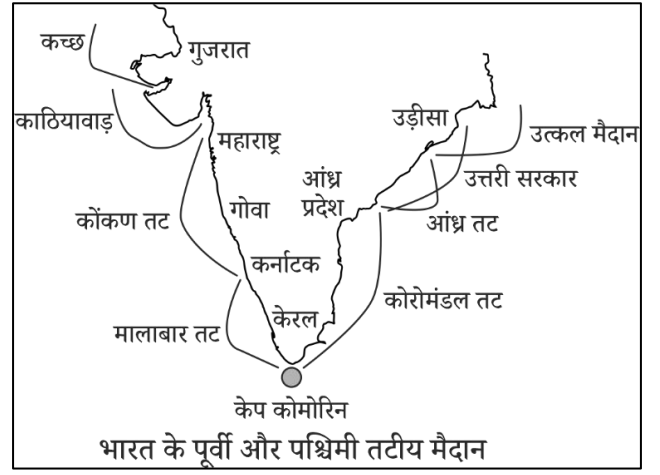 कच्छ
गुजरात
काठियावाड़
महाराष्ट्र
उड़ीसा
उत्कल मैदान
आंध्र
प्रदेश
उत्तरी सरकार
कोंकण तट
गोवा
आंध्र तट
कर्नाटक
कोरोमंडल तट
मालाबार तट
केरल
केप कोमोरिन
भारत के पूर्वी और पश्चिमी तटीय मैदान